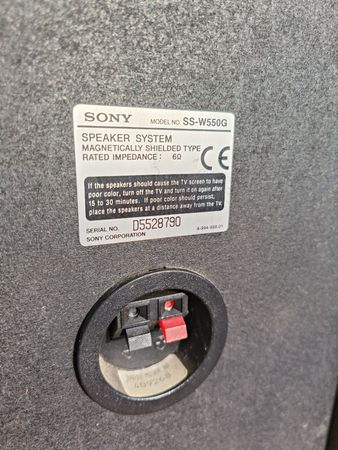 SONY MODEL NO. SS-W550G
SPEAKER SYSTEM
MAGNETICALLY SHIELDED TYPE
RATED IMPEDANCE : 6Ω CE
If the speakers should cause the TV screen to have
poor color, turn off the TV and turn it on again after
15 to 30 minutes. If poor color should persist,
place the speakers at a distance away from the TV.
SERIAL NO. D5528790
SONY CORPORATION